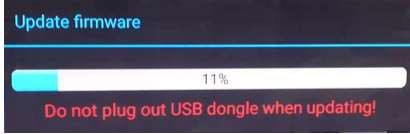 Update firmware
11%
Do not plug out USB dongle when updating!